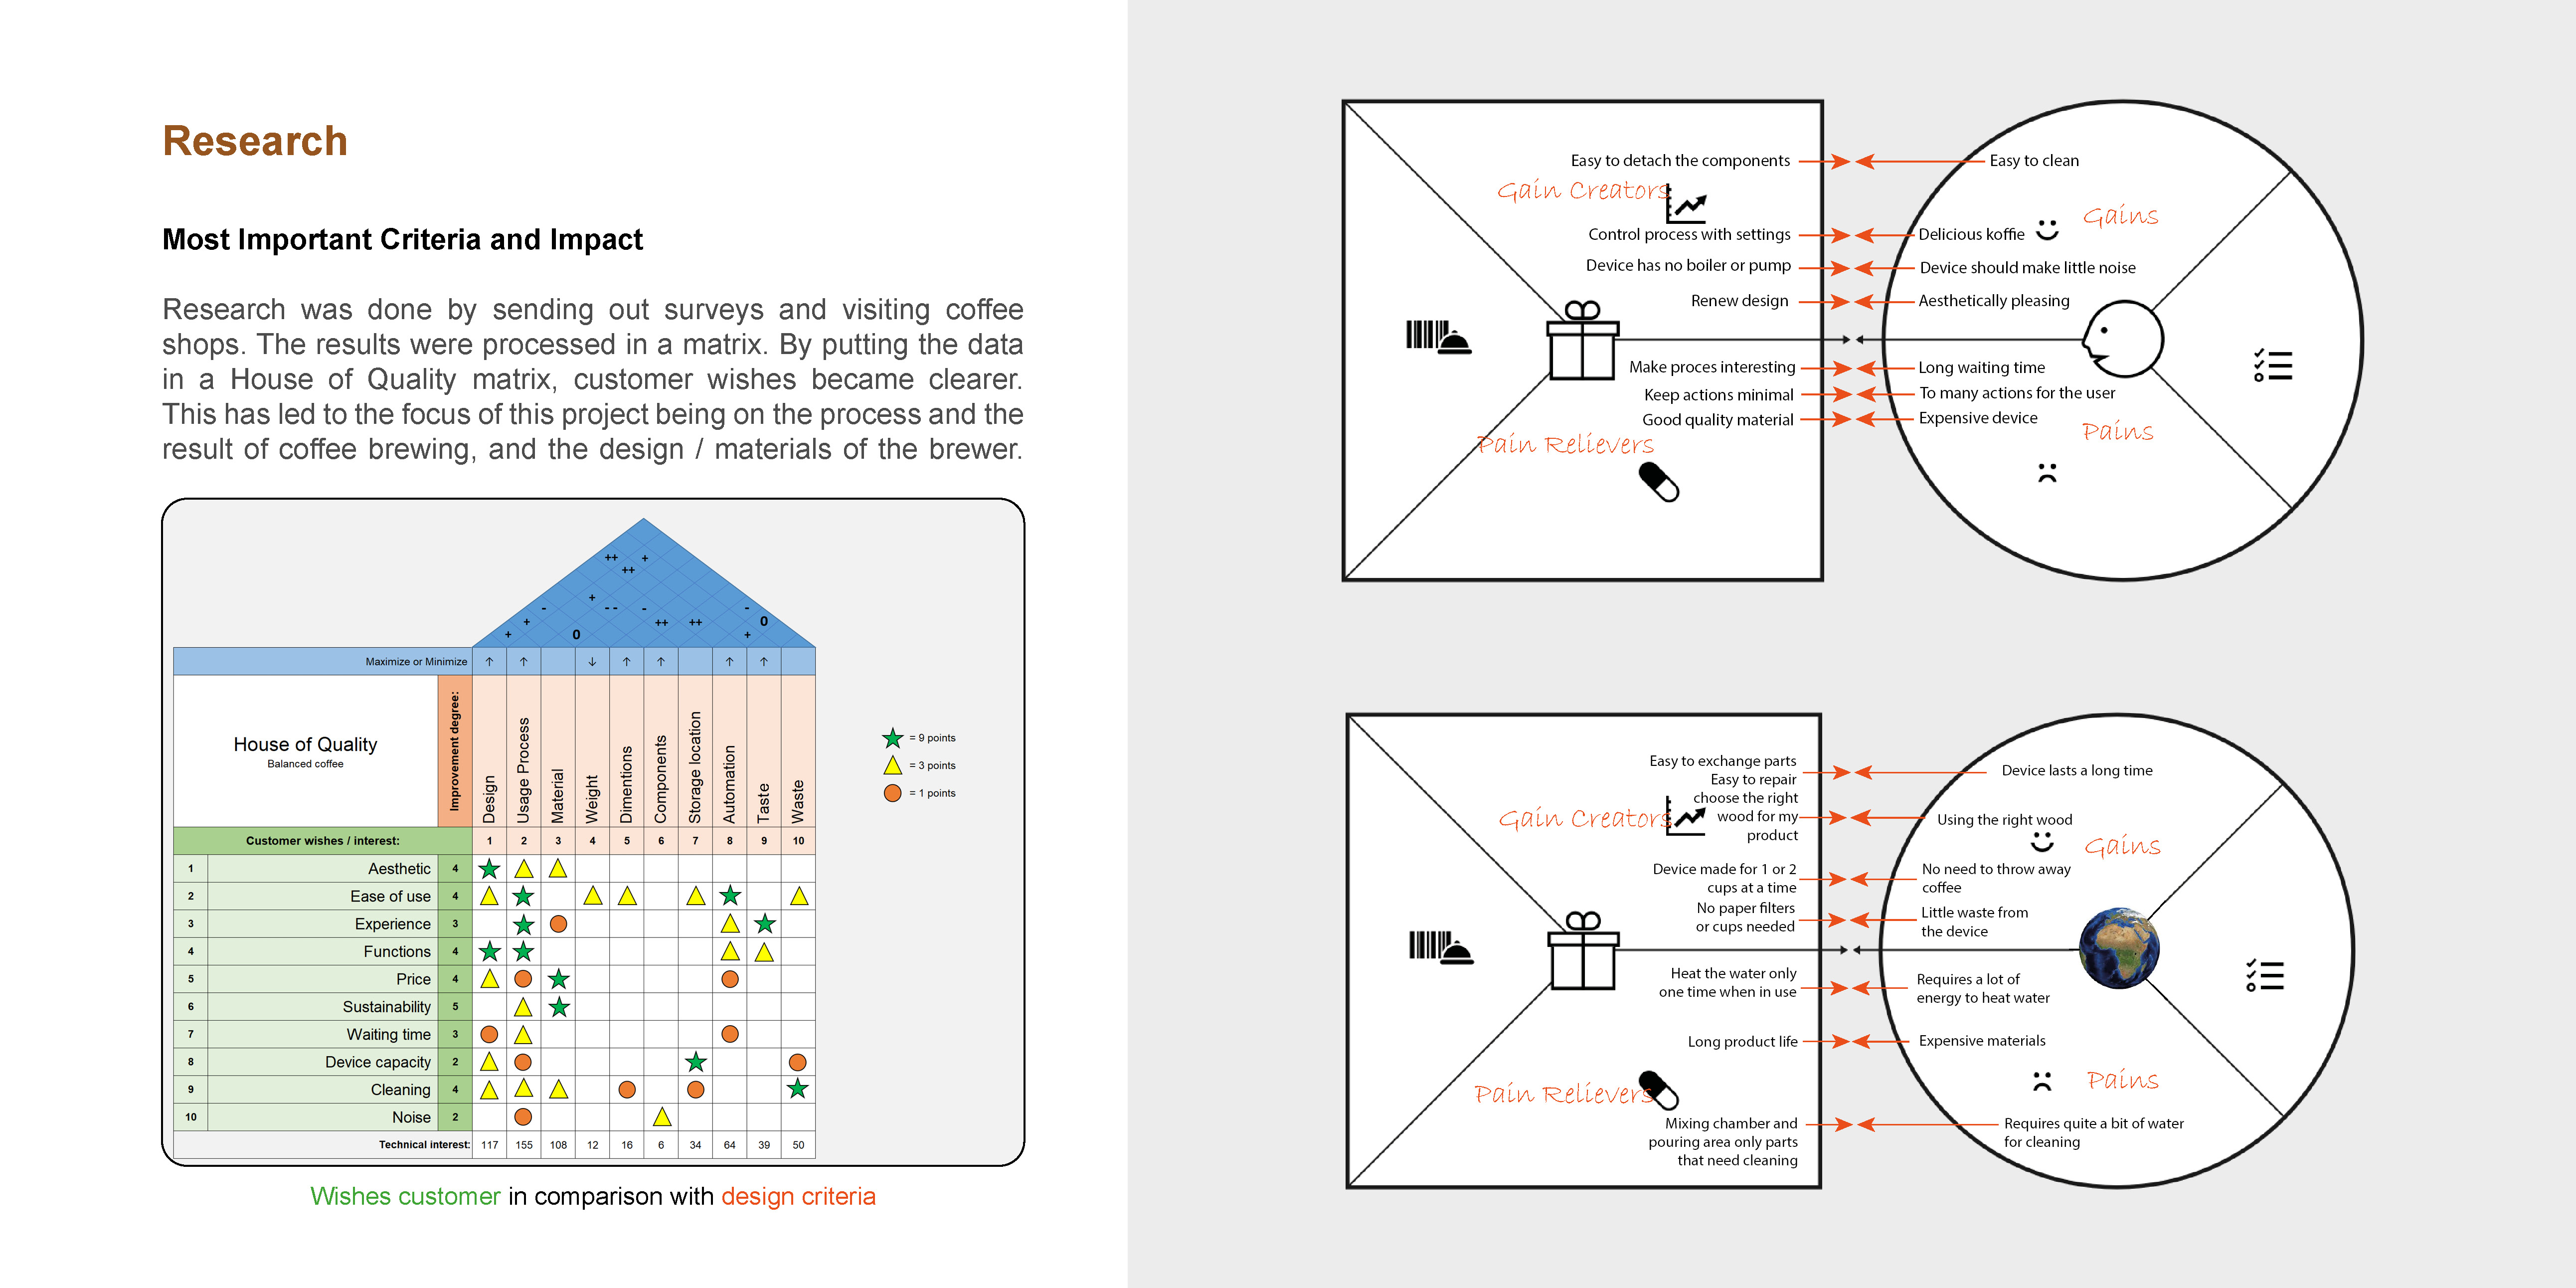 Research
Most Important Criteria and Impact
Research was done by sending out surveys and visiting coffee
shops. The results were processed in a matrix. By putting the data
in a House of Quality matrix, customer wishes became clearer.
This has led to the focus of this project being on the process and the
result of coffee brewing, and the design / materials of the brewer.
++ +
++
+
- -- - -
+ ++ ++ 0
+ 0 +
Maximize or Minimize ↑ ↑ ↓ ↑ ↑ ↑ ↑
House of Quality
Balanced coffee
Improvement degree:
Design
Usage Process
Material
Weight
Dimentions
Components
Storage location
Automation
Taste
Waste
= 9 points
= 3 points
= 1 points
Customer wishes / interest: 1 2 3 4 5 6 7 8 9 10
1 Aesthetic 4
2 Ease of use 4
3 Experience 3
4 Functions 4
5 Price 4
6 Sustainability 5
7 Waiting time 3
8 Device capacity 2
9 Cleaning 4
10 Noise 2
Technical interest: 117 155 108 12 16 6 34 64 39 50
Wishes customer in comparison with design criteria
Easy to detach the components
Gain Creators
Control process with settings
Device has no boiler or pump
Renew design
Make proces interesting
Keep actions minimal
Good quality material
Pain Relievers
Easy to clean
Gains
Delicious koffie
Device should make little noise
Aesthetically pleasing
Long waiting time
To many actions for the user
Expensive device
Pains
Easy to exchange parts
Easy to repair
choose the right
wood for my
product
Gain Creators
Device made for 1 or 2
cups at a time
No paper filters
or cups needed
Heat the water only
one time when in use
Long product life
Pain Relievers
Mixing chamber and
pouring area only parts
that need cleaning
Device lasts a long time
Using the right wood
Gains
No need to throw away
coffee
Little waste from
the device
Requires a lot of
energy to heat water
Expensive materials
Pains
Requires quite a bit of water
for cleaning